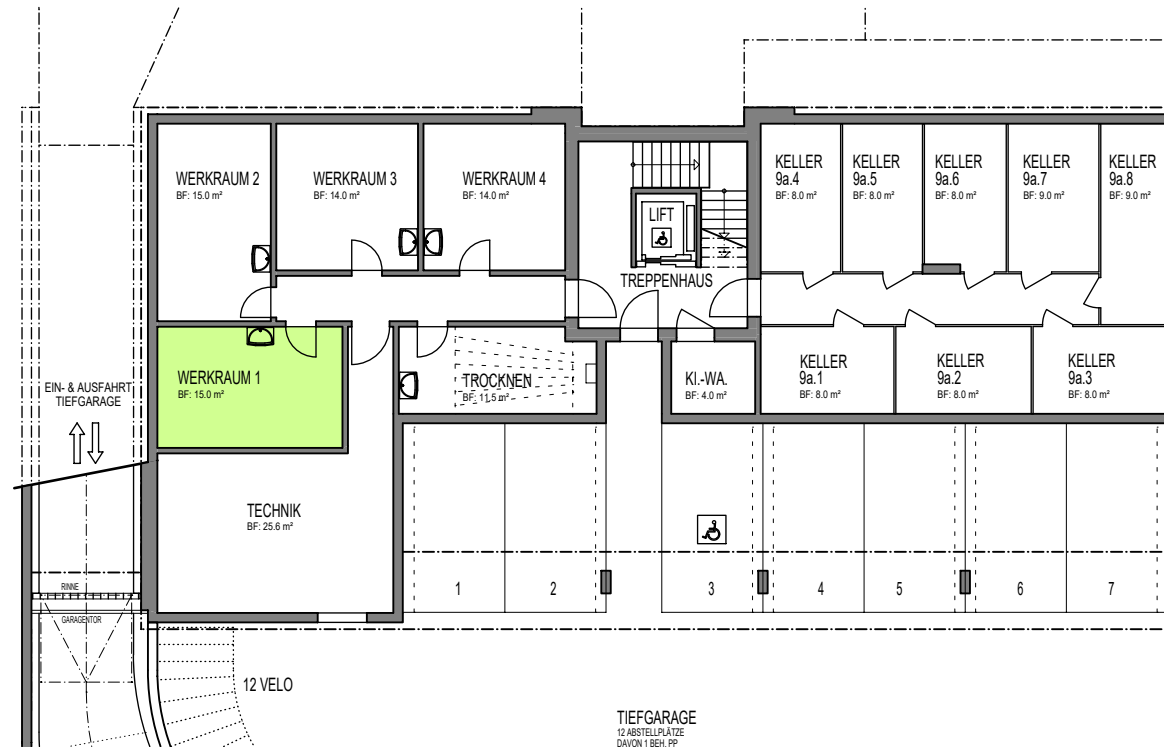 WERKRAUM 2
BF: 15.0 m²
WERKRAUM 3
BF: 14.0 m²
WERKRAUM 4
BF: 14.0 m²
LIFT
TREPPENHAUS
KELLER
9a.4
BF: 8.0 m²
KELLER
9a.5
BF: 8.0 m²
KELLER
9a.6
BF: 8.0 m²
KELLER
9a.7
BF: 9.0 m²
KELLER
9a.8
BF: 9.0 m²
EIN- & AUSFAHRT
TIEFGARAGE
WERKRAUM 1
BF: 15.0 m²
TROCKNEN
BF: 11.5 m²
KI.-WA.
BF: 4.0 m²
KELLER
9a.1
BF: 8.0 m²
KELLER
9a.2
BF: 8.0 m²
KELLER
9a.3
BF: 8.0 m²
TECHNIK
BF: 25.6 m²
RINNE
GARAGENTOR
1
2
3
4
5
6
7
12 VELO
TIEFGARAGE
12 ABSTELLPLÄTZE
DAVON 1 BEH. PP